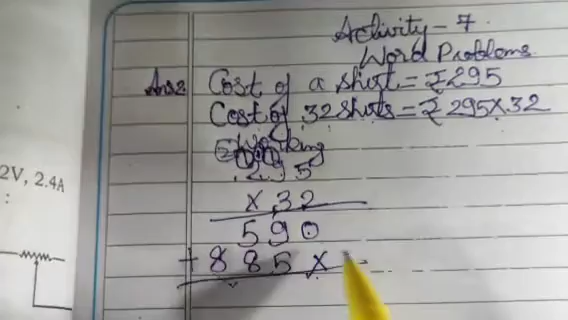 Activity - 7.
Word Problems
Ans2 Cost of a shirt = ₹295
Cost of 32 shirts = ₹ 295×32
Working
295
× 32
590
+ 885×
2V, 2.4A
: